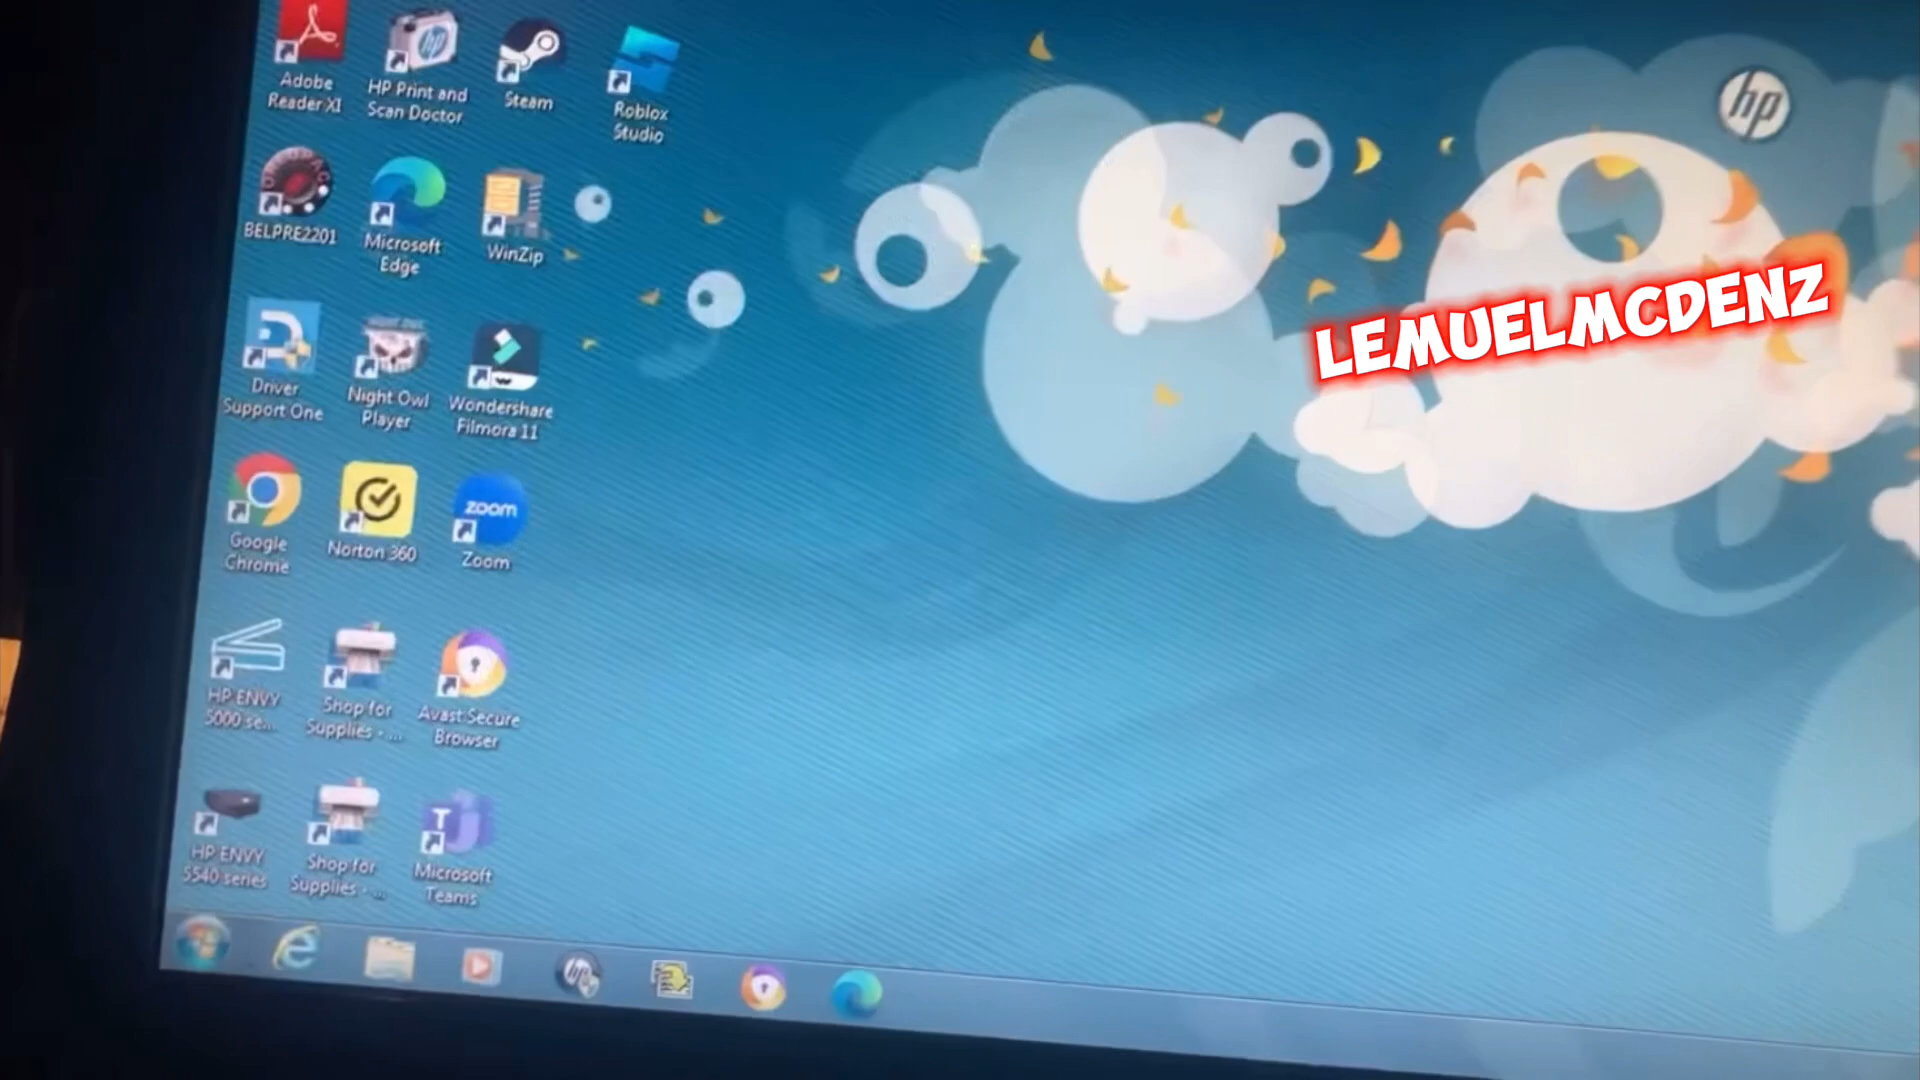 Adobe
Reader XI
HP Print and
Scan Doctor
Steam
Roblox
Studio
hp
BELPRE2201
Microsoft
Edge
WinZip
LEMUELMCDENZ
Driver
Support One
Night Owl
Player
Wondershare
Filmora 11
Google
Chrome
Norton 360
zoom
Zoom
HP ENVY
5000 se...
Shop for
Supplies - ...
Avast Secure
Browser
HP ENVY
5540 series
Shop for
Supplies - ...
T
Microsoft
Teams
hp